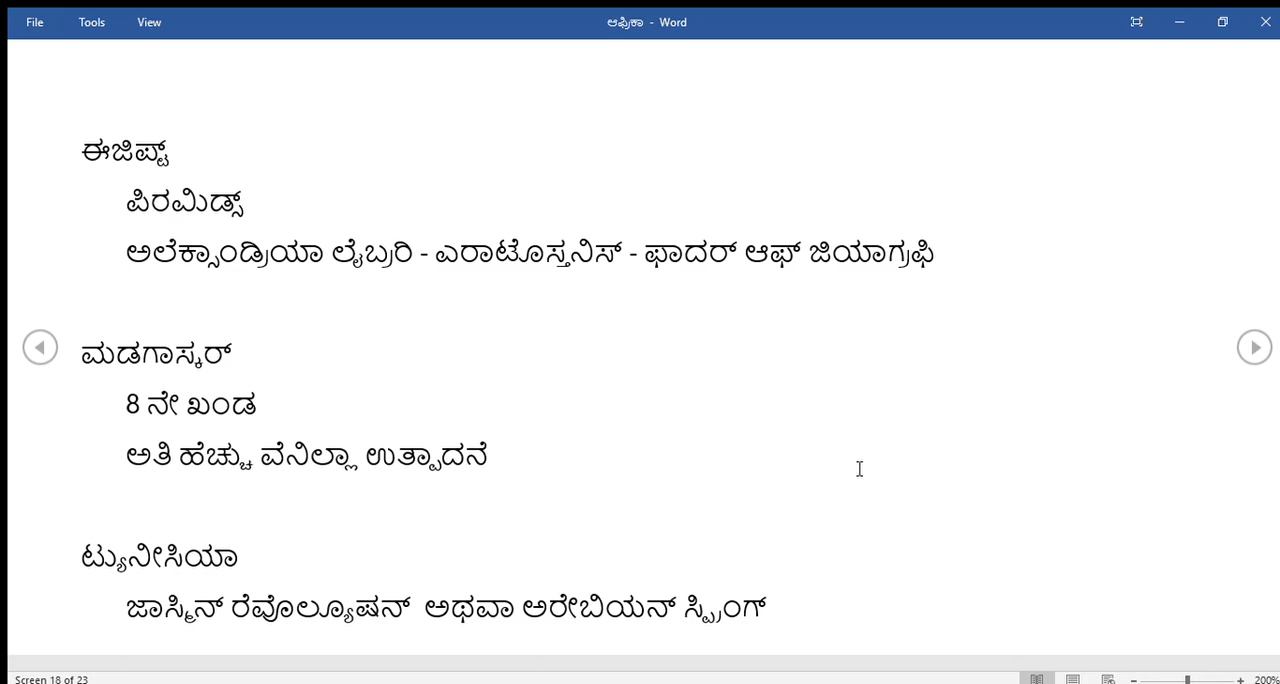 File Tools View ಆಫ್ರಿಕಾ - Word
ಈಜಿಪ್ಟ್
ಪಿರಮಿಡ್ಸ್
ಅಲೆಕ್ಸಾಂಡ್ರಿಯಾ ಲೈಬ್ರರಿ - ಎರಾಟೊಸ್ತನಿಸ್ - ಫಾದರ್ ಆಫ್ ಜಿಯಾಗ್ರಫಿ
ಮಡಗಾಸ್ಕರ್
8 ನೇ ಖಂಡ
ಅತಿ ಹೆಚ್ಚು ವೆನಿಲ್ಲಾ ಉತ್ಪಾದನೆ
ಟ್ಯುನೀಸಿಯಾ
ಜಾಸ್ಮಿನ್ ರೆವೊಲ್ಯೂಷನ್ ಅಥವಾ ಅರೇಬಿಯನ್ ಸ್ಪ್ರಿಂಗ್
Screen 18 of 23 200%